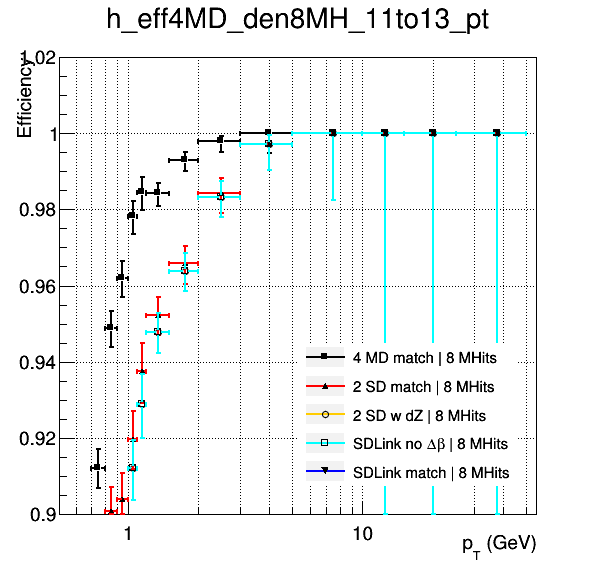 h_eff4MD_den8MH_11to13_pt
Efficiency
1.02
1
0.98
0.96
0.94
0.92
0.9
4 MD match | 8 MHits
2 SD match | 8 MHits
2 SD w dZ | 8 MHits
SDLink no Δβ | 8 MHits
SDLink match | 8 MHits
1
10
p_T (GeV)